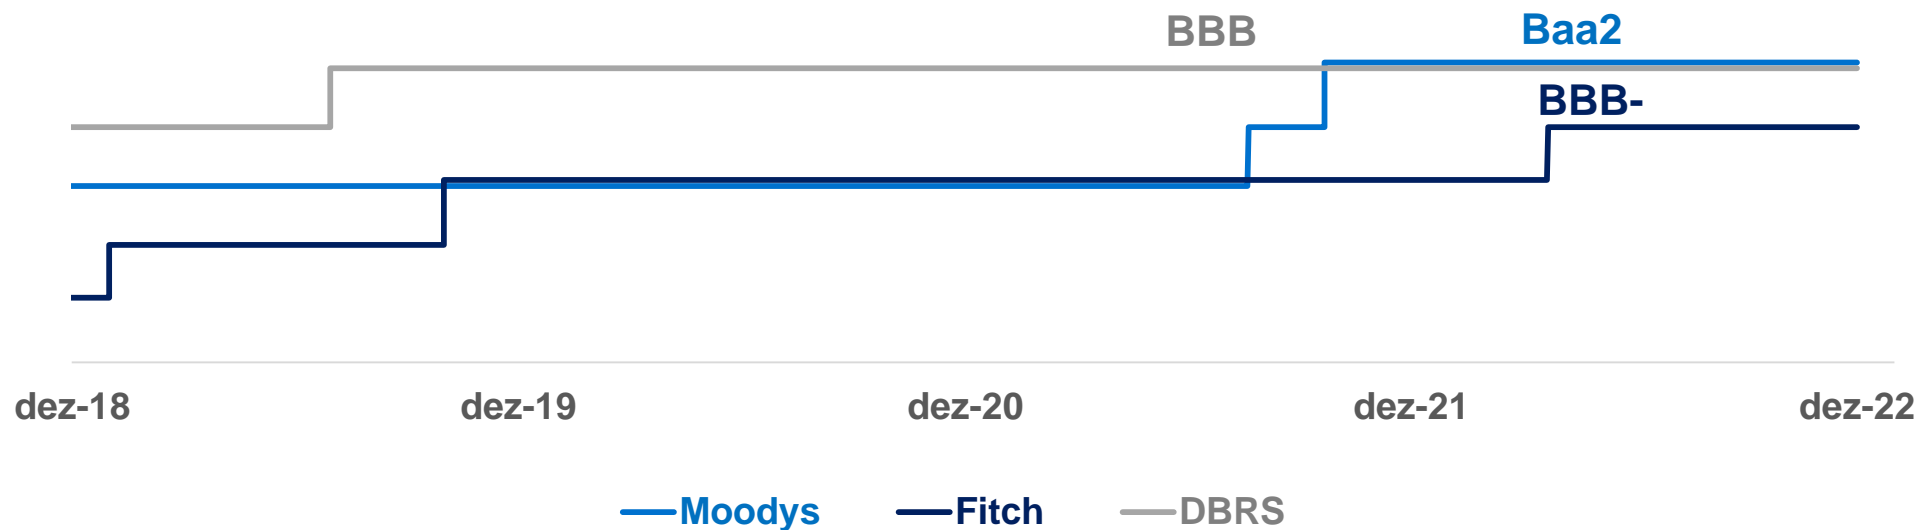 BBB
Baa2
BBB-
dez-18 dez-19 dez-20 dez-21 dez-22
Moodys Fitch DBRS